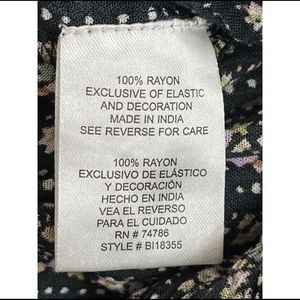 100% RAYON
EXCLUSIVE OF ELASTIC
AND DECORATION
MADE IN INDIA
SEE REVERSE FOR CARE
100% RAYON
EXCLUSIVO DE ELÁSTICO
Y DECORACIÓN
HECHO EN INDIA
VEA EL REVERSO
PARA EL CUIDADO
RN # 74786
STYLE # BI18355